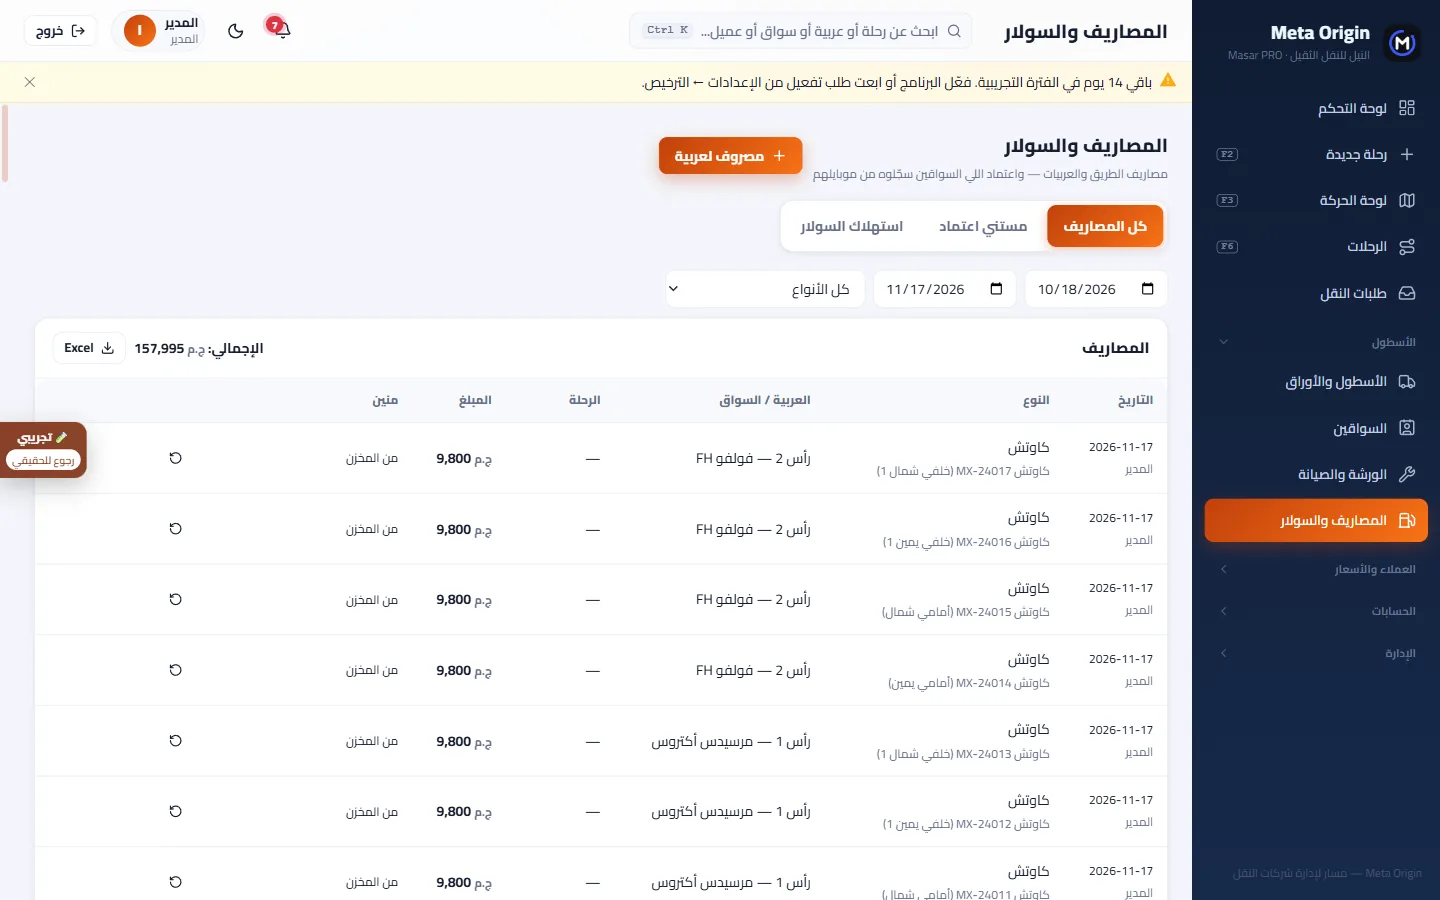 Meta Origin
النيل للنقل الثقيل · Masar PRO
لوحة التحكم
رحلة جديدة F2
لوحة الحركة F3
الرحلات F6
طلبات النقل
الأسطول
الأسطول والأوراق
السواقين
الورشة والصيانة
المصاريف والسولار
العملاء والأسعار
الحسابات
الإدارة
Meta Origin — مسار لإدارة شركات النقل
المصاريف والسولار
ابحث عن رحلة أو عربية أو سواق أو عميل... Ctrl K
7
المدير
المدير
ا
خروج
باقي 14 يوم في الفترة التجريبية. فعّل البرنامج أو ابعت طلب تفعيل من الإعدادات ← الترخيص.
المصاريف والسولار
مصاريف الطريق والعربيات — واعتماد اللي السواقين سجّلوه من موبايلهم
مصروف لعربية
كل المصاريف
مستني اعتماد
استهلاك السولار
10/18/2026
11/17/2026
كل الأنواع
المصاريف
الإجمالي: ج.م 157,995
Excel
التاريخ النوع العربية / السواق الرحلة المبلغ منين
2026-11-17 كاوتش رأس 2 — فولفو FH — ج.م 9,800 من المخزن
المدير كاوتش MX-24017 (خلفي شمال 1)
2026-11-17 كاوتش رأس 2 — فولفو FH — ج.م 9,800 من المخزن
المدير كاوتش MX-24016 (خلفي يمين 1)
2026-11-17 كاوتش رأس 2 — فولفو FH — ج.م 9,800 من المخزن
المدير كاوتش MX-24015 (أمامي شمال)
2026-11-17 كاوتش رأس 2 — فولفو FH — ج.م 9,800 من المخزن
المدير كاوتش MX-24014 (أمامي يمين)
2026-11-17 كاوتش رأس 1 — مرسيدس أكتروس — ج.م 9,800 من المخزن
المدير كاوتش MX-24013 (خلفي شمال 1)
2026-11-17 كاوتش رأس 1 — مرسيدس أكتروس — ج.م 9,800 من المخزن
المدير كاوتش MX-24012 (خلفي يمين 1)
2026-11-17 كاوتش رأس 1 — مرسيدس أكتروس — ج.م 9,800 من المخزن
المدير كاوتش MX-24011 (أمامي شمال)
تجريبي
رجوع للحقيقي